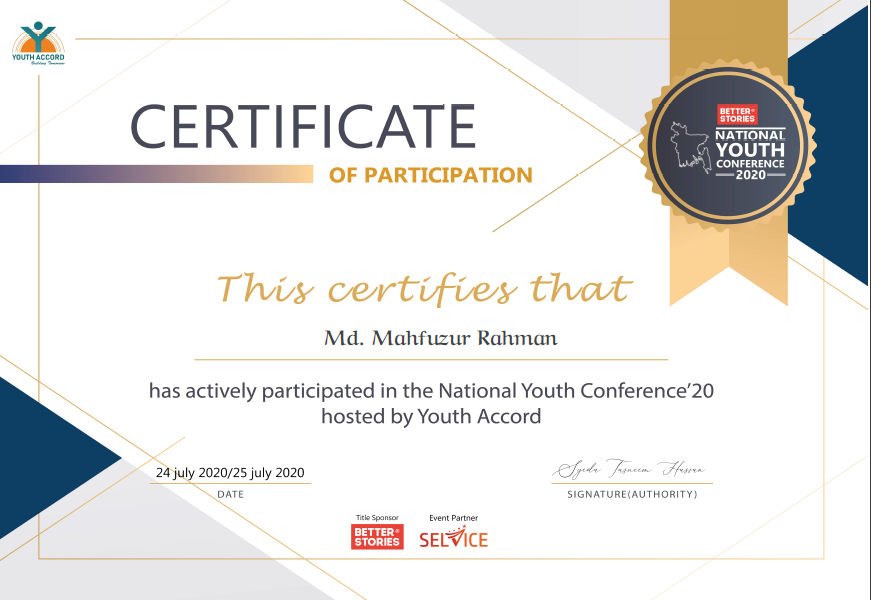 YOUTH ACCORD
Building Tomorrow
CERTIFICATE
OF PARTICIPATION
BETTER
STORIES
NATIONAL
YOUTH
CONFERENCE
2020
This certifies that
Md. Mahfuzur Rahman
has actively participated in the National Youth Conference'20
hosted by Youth Accord
24 july 2020/25 july 2020
DATE
Syeda Tasneem Hassan
SIGNATURE(AUTHORITY)
Title Sponsor
BETTER
STORIES
Event Partner
SELVICE